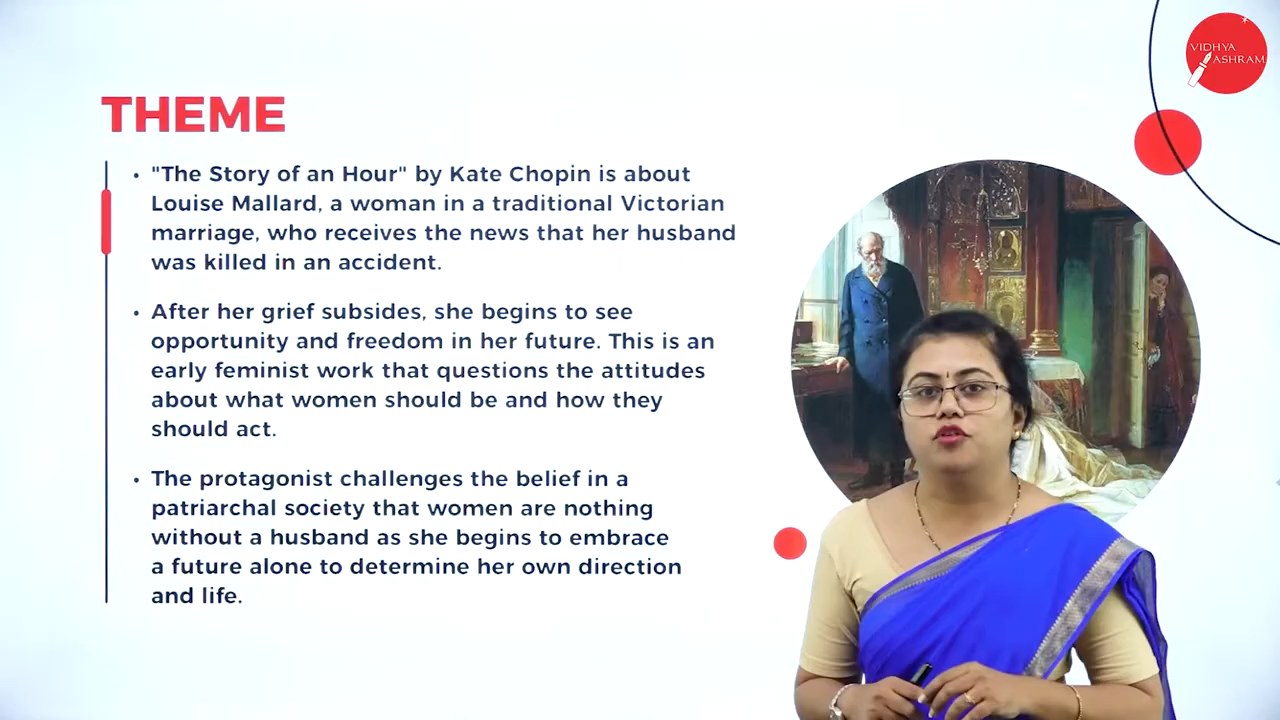 VIDHYA
ASHRAM
THEME
• "The Story of an Hour" by Kate Chopin is about
Louise Mallard, a woman in a traditional Victorian
marriage, who receives the news that her husband
was killed in an accident.
• After her grief subsides, she begins to see
opportunity and freedom in her future. This is an
early feminist work that questions the attitudes
about what women should be and how they
should act.
• The protagonist challenges the belief in a
patriarchal society that women are nothing
without a husband as she begins to embrace
a future alone to determine her own direction
and life.